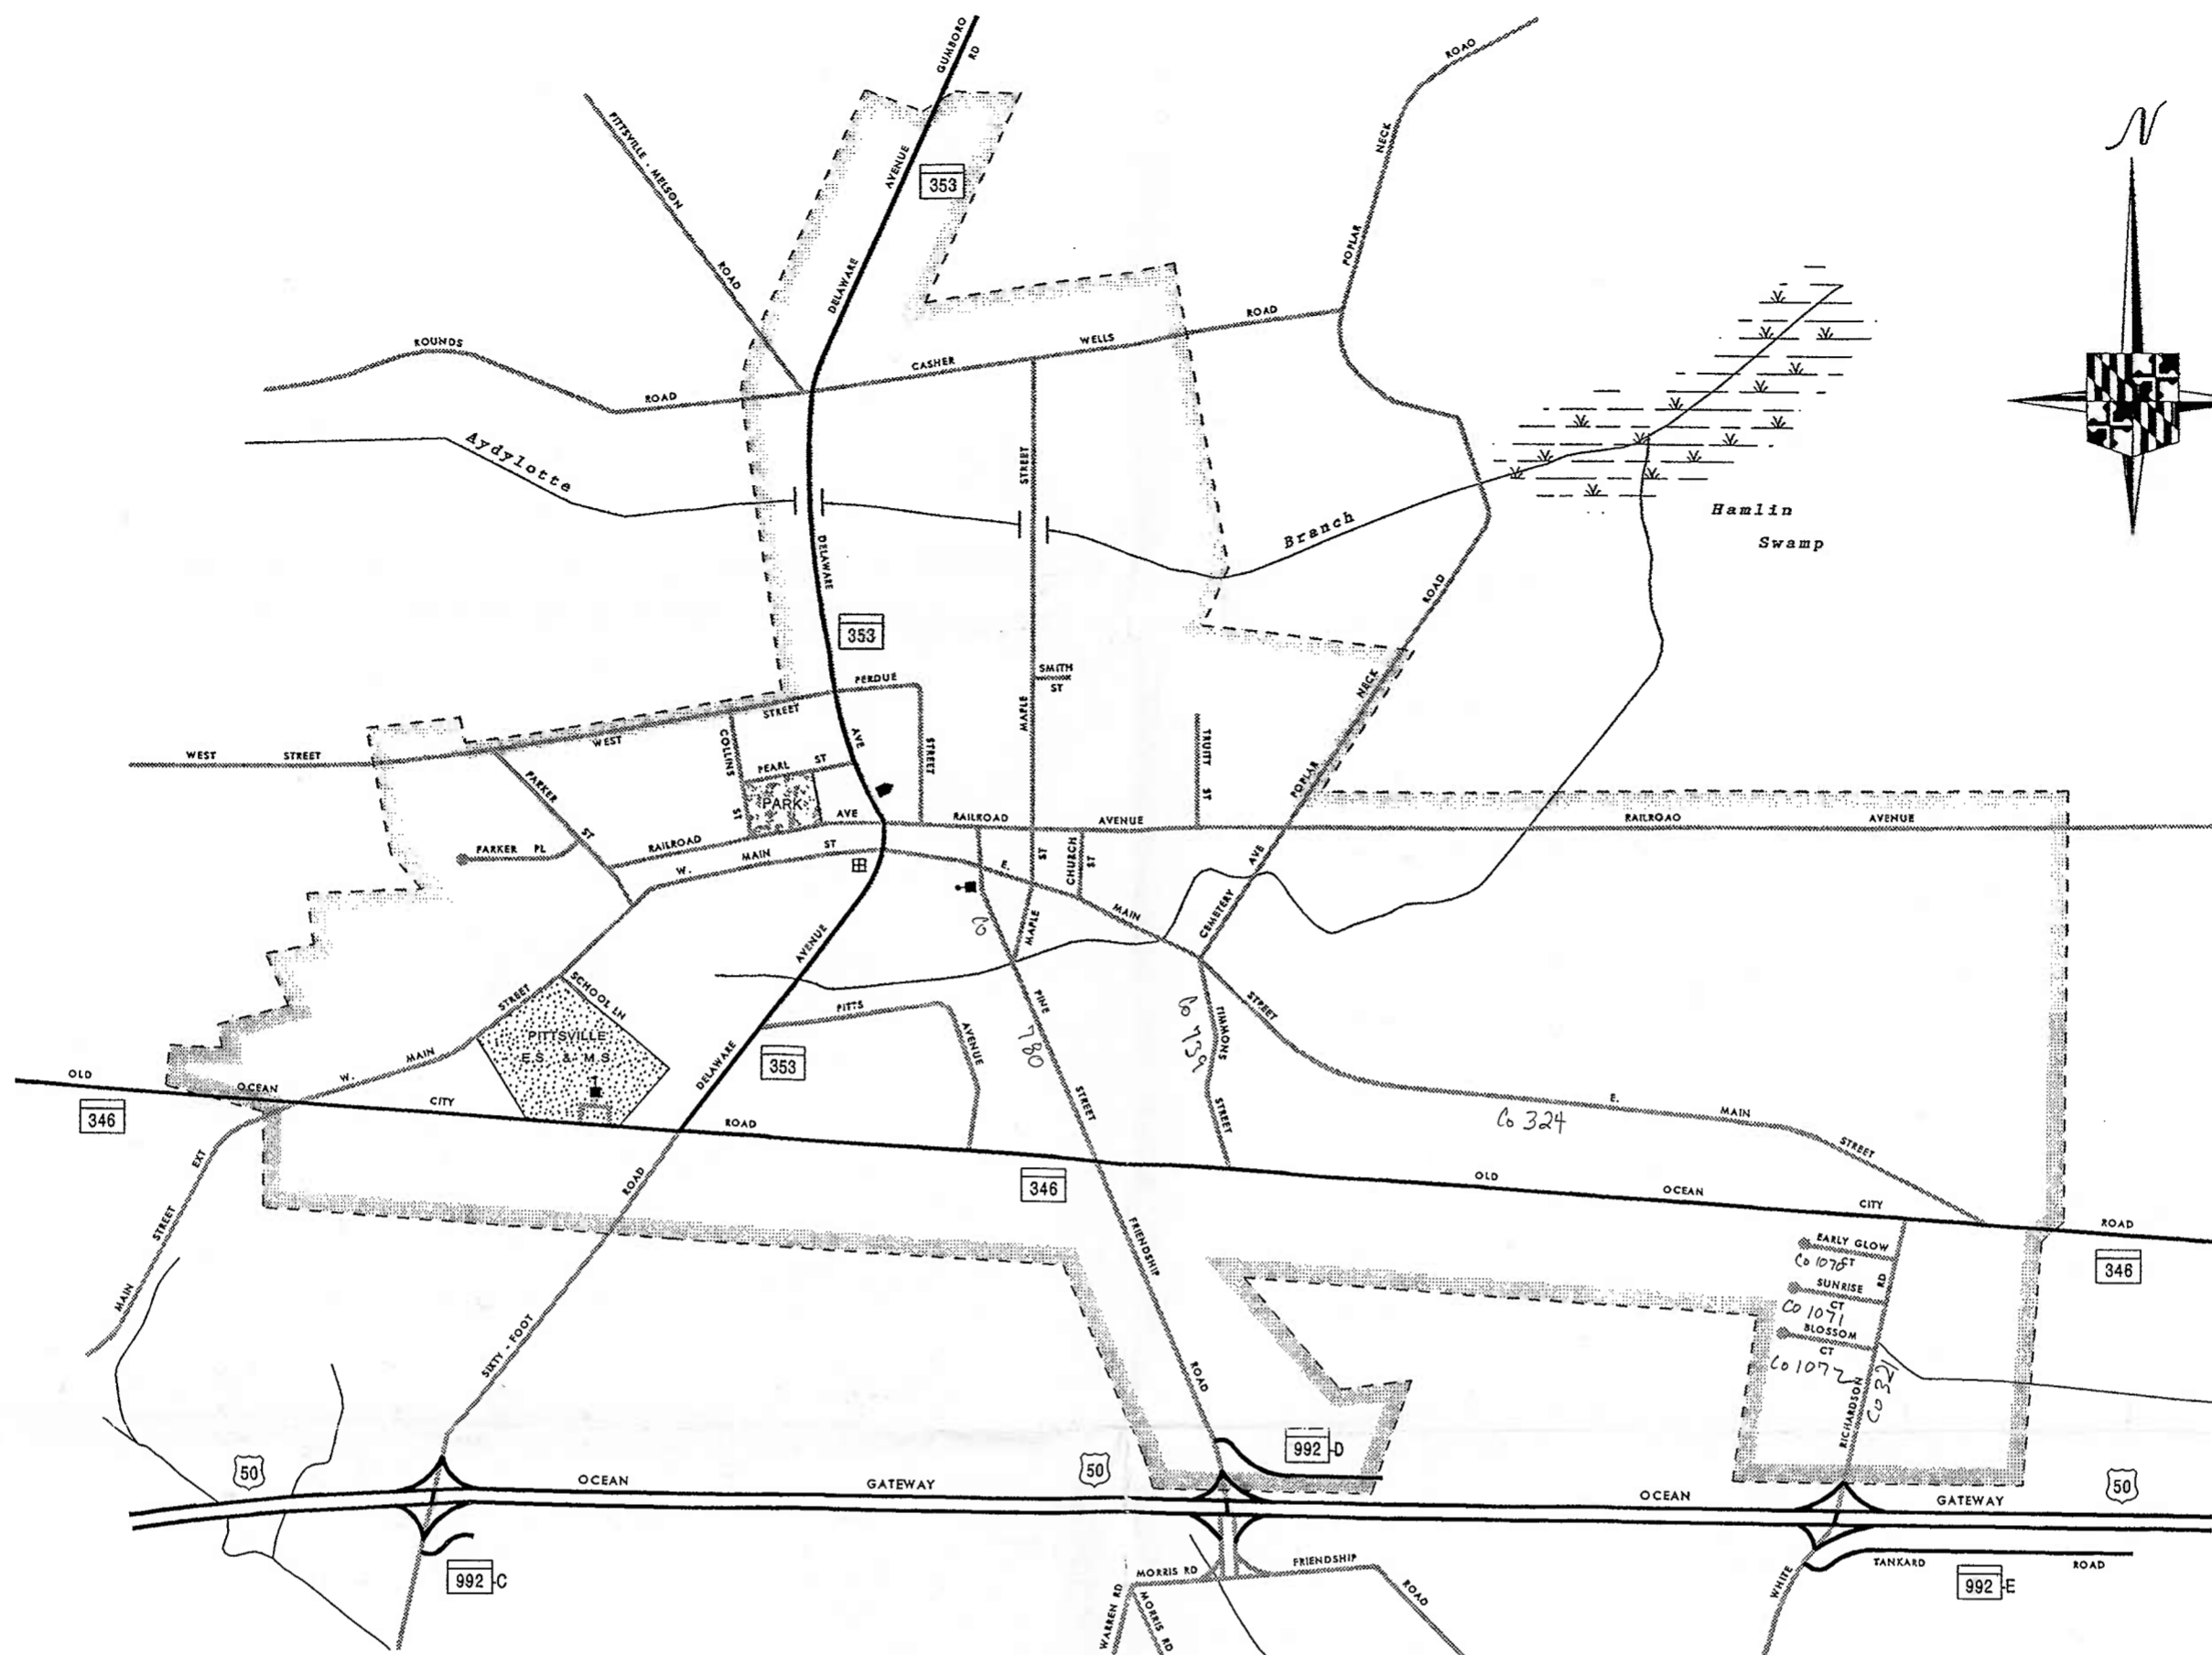 GUMBORO RD
ROAD
NECK
POPLAR
N
PITTSVILLE - MELSON
ROAD
AVENUE
353
DELAWARE
ROUNDS
ROAD
CASHER
WELLS
ROAD
Aydylotte
STREET
Branch
Hamlin
Swamp
DELAWARE
353
ROAD
NECK
POPLAR
PERDUE
STREET
SMITH
ST
MAPLE
WEST
STREET
WEST
STREET
COLLINS
ST
AVE
PEARL
ST
PARK
TRUITT
ST
PARKER
ST
PARKER PL
RAILROAD
AVE
RAILROAD
AVENUE
RAILROAD
AVENUE
W.
MAIN
ST
E.
ST
CHURCH
ST
MAIN
AVE
CEMETERY
MAPLE
Co
AVENUE
PINE
780
STREET
SCHOOL LN
STREET
PITTSVILLE
E.S. & M.S.
PITTS
AVENUE
353
DELAWARE
Co 739
TIMMONS
STREET
STREET
MAIN
W.
OLD
OCEAN
CITY
ROAD
346
E.
MAIN
STREET
Co 324
346
OLD
OCEAN
CITY
ROAD
346
EXT
STREET
MAIN
ROAD
SIXTY - FOOT
FRIENDSHIP
ROAD
EARLY GLOW
CT
Co 1070
SUNRISE
CT
Co 1071
BLOSSOM
CT
Co 1072
RD
RICHARDSON
Co 321
50
OCEAN
GATEWAY
50
992-D
OCEAN
GATEWAY
50
992-C
MORRIS RD
FRIENDSHIP
ROAD
WARREN RD
MORRIS RD
WHITE
TANKARD
ROAD
992-E